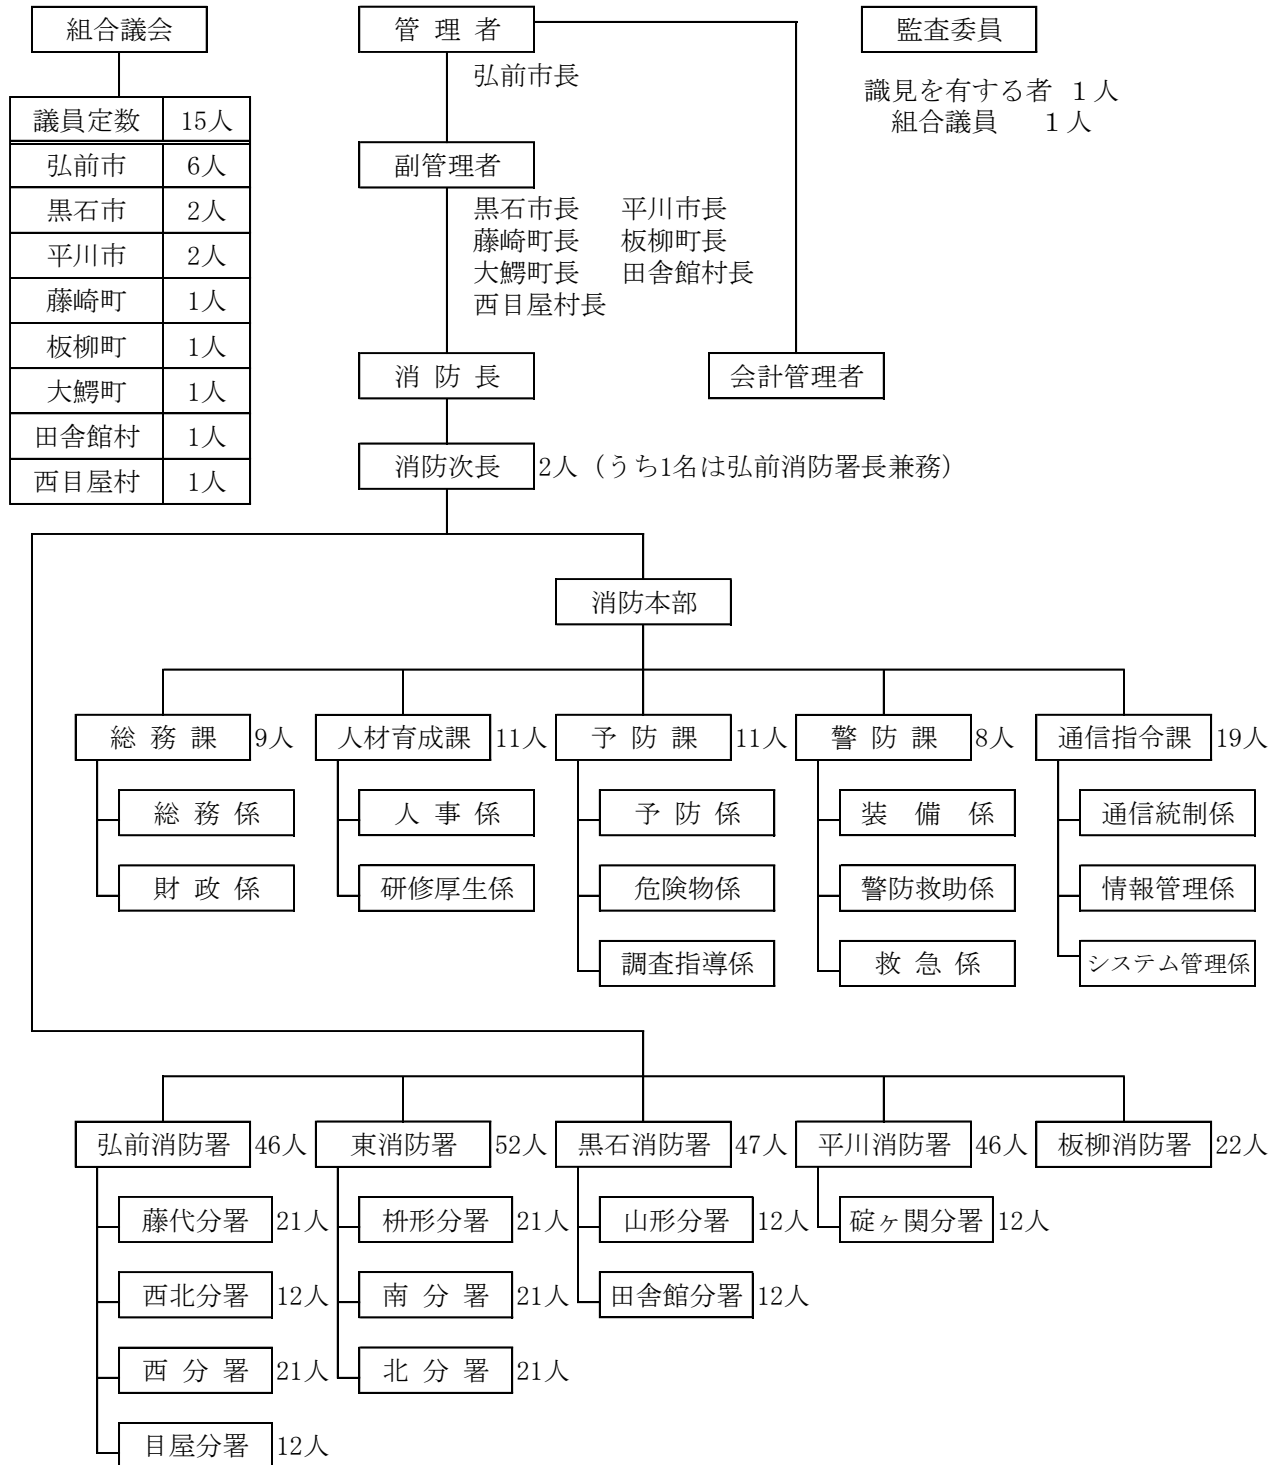 組合議会
管 理 者
監査委員
弘前市長
識見を有する者 1人
組合議員 1人
議員定数 15人
弘前市 6人
黒石市 2人
平川市 2人
藤崎町 1人
板柳町 1人
大鰐町 1人
田舎館村 1人
西目屋村 1人
副管理者
黒石市長 平川市長
藤崎町長 板柳町長
大鰐町長 田舎館村長
西目屋村長
消 防 長
会計管理者
消防次長 2人（うち1名は弘前消防署長兼務）
消防本部
総 務 課 9人 人材育成課 11人 予 防 課 11人 警 防 課 8人 通信指令課 19人
総 務 係 人 事 係 予 防 係 装 備 係 通信統制係
財 政 係 研修厚生係 危険物係 警防救助係 情報管理係
調査指導係 救 急 係 システム管理係
弘前消防署 46人 東消防署 52人 黒石消防署 47人 平川消防署 46人 板柳消防署 22人
藤代分署 21人 枡形分署 21人 山形分署 12人 碇ヶ関分署 12人
西北分署 12人 南 分 署 21人 田舎館分署 12人
西 分 署 21人 北 分 署 21人
目屋分署 12人